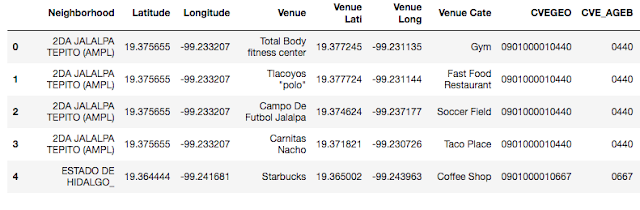 Neighborhood Latitude Longitude Venue Venue Lati Venue Long Venue Cate CVEGEO CVE_AGEB
0 2DA JALALPA TEPITO (AMPL) 19.375655 -99.233207 Total Body fitness center 19.377245 -99.231135 Gym 0901000010440 0440
1 2DA JALALPA TEPITO (AMPL) 19.375655 -99.233207 Tlacoyos "polo" 19.377724 -99.231144 Fast Food Restaurant 0901000010440 0440
2 2DA JALALPA TEPITO (AMPL) 19.375655 -99.233207 Campo De Futbol Jalalpa 19.374624 -99.237177 Soccer Field 0901000010440 0440
3 2DA JALALPA TEPITO (AMPL) 19.375655 -99.233207 Carnitas Nacho 19.371821 -99.230726 Taco Place 0901000010440 0440
4 ESTADO DE HIDALGO_ 19.364444 -99.241681 Starbucks 19.365002 -99.243963 Coffee Shop 0901000010667 0667